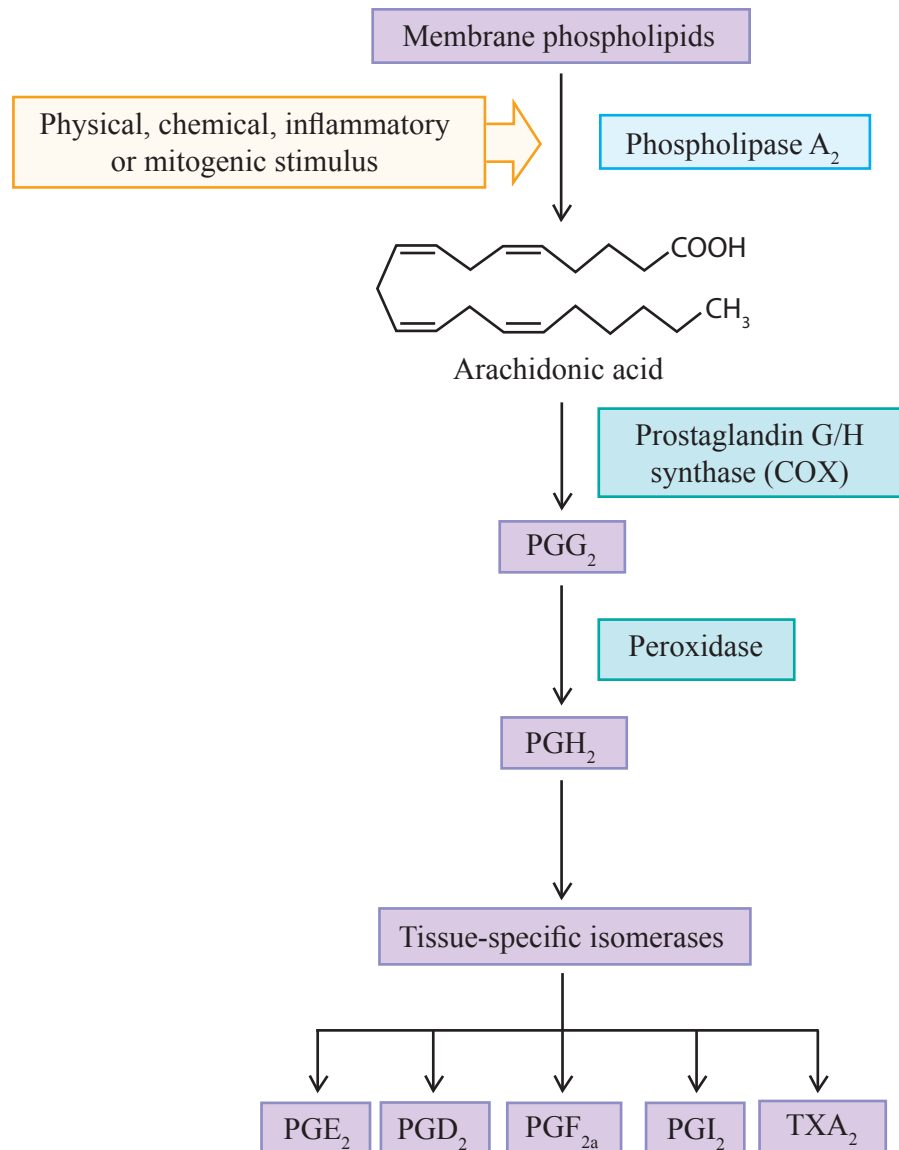 Membrane phospholipids
Physical, chemical, inflammatory
or mitogenic stimulus
Phospholipase A₂
COOH
CH₃
Arachidonic acid
Prostaglandin G/H
synthase (COX)
PGG₂
Peroxidase
PGH₂
Tissue-specific isomerases
PGE₂ PGD₂ PGF₂ₐ PGI₂ TXA₂